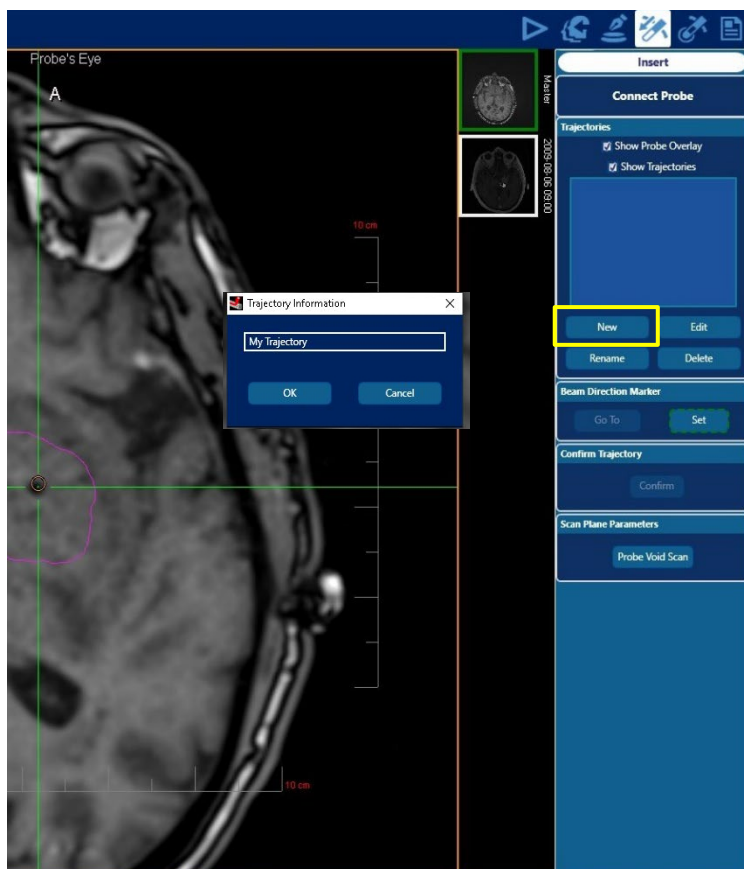 Probe's Eye
A
10 cm
10 cm
Master
2009-08-06 09:00
Trajectory Information
My Trajectory
OK
Cancel
Insert
Connect Probe
Trajectories
Show Probe Overlay
Show Trajectories
New
Edit
Rename
Delete
Beam Direction Marker
Go To
Set
Confirm Trajectory
Confirm
Scan Plane Parameters
Probe Void Scan